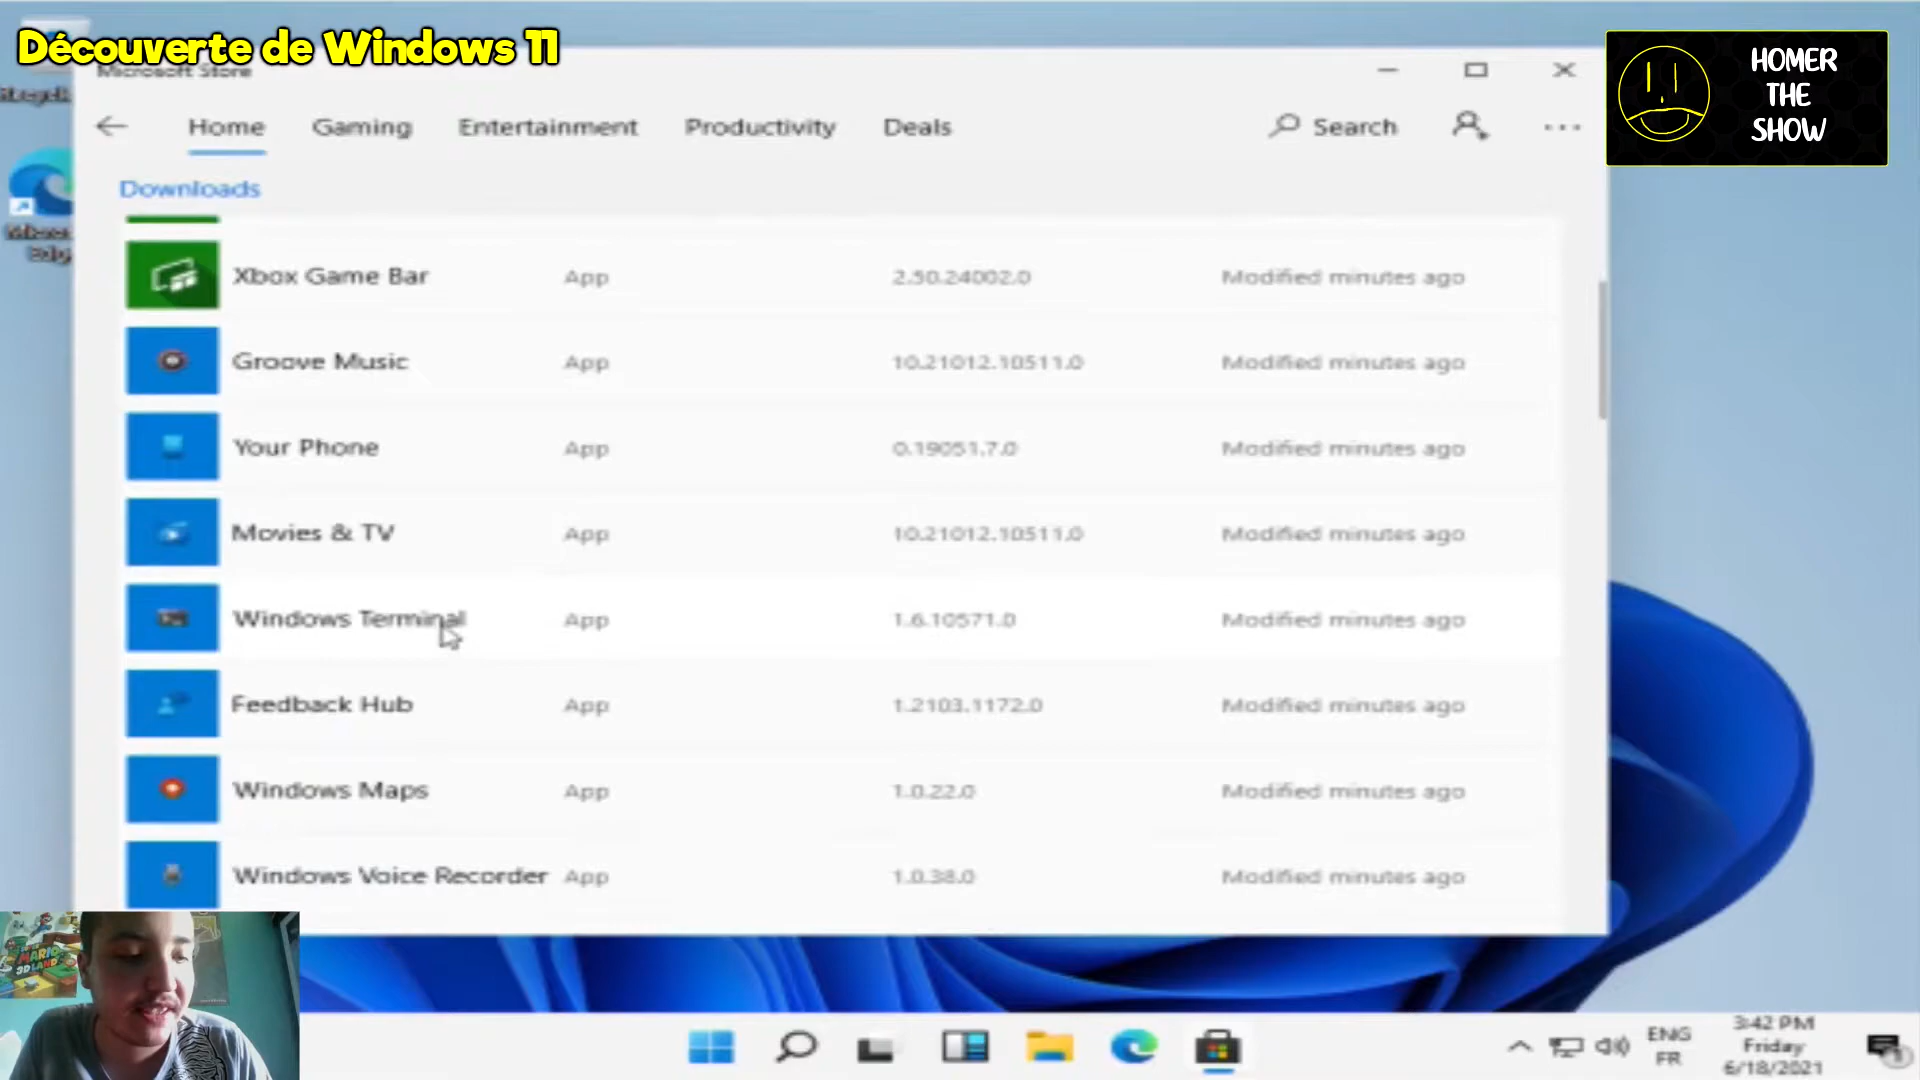 Découverte de Windows 11
Microsoft Store
HOMER
THE
SHOW
Home Gaming Entertainment Productivity Deals Search
Downloads
Xbox Game Bar App 2.50.24002.0 Modified minutes ago
Groove Music App 10.21012.10511.0 Modified minutes ago
Your Phone App 0.19051.7.0 Modified minutes ago
Movies & TV App 10.21012.10511.0 Modified minutes ago
Windows Terminal App 1.6.10571.0 Modified minutes ago
Feedback Hub App 1.2103.1172.0 Modified minutes ago
Windows Maps App 1.0.22.0 Modified minutes ago
Windows Voice Recorder App 1.0.38.0 Modified minutes ago
MARIO
3D LAND
ENG
FR
3:42 PM
Friday
6/18/2021